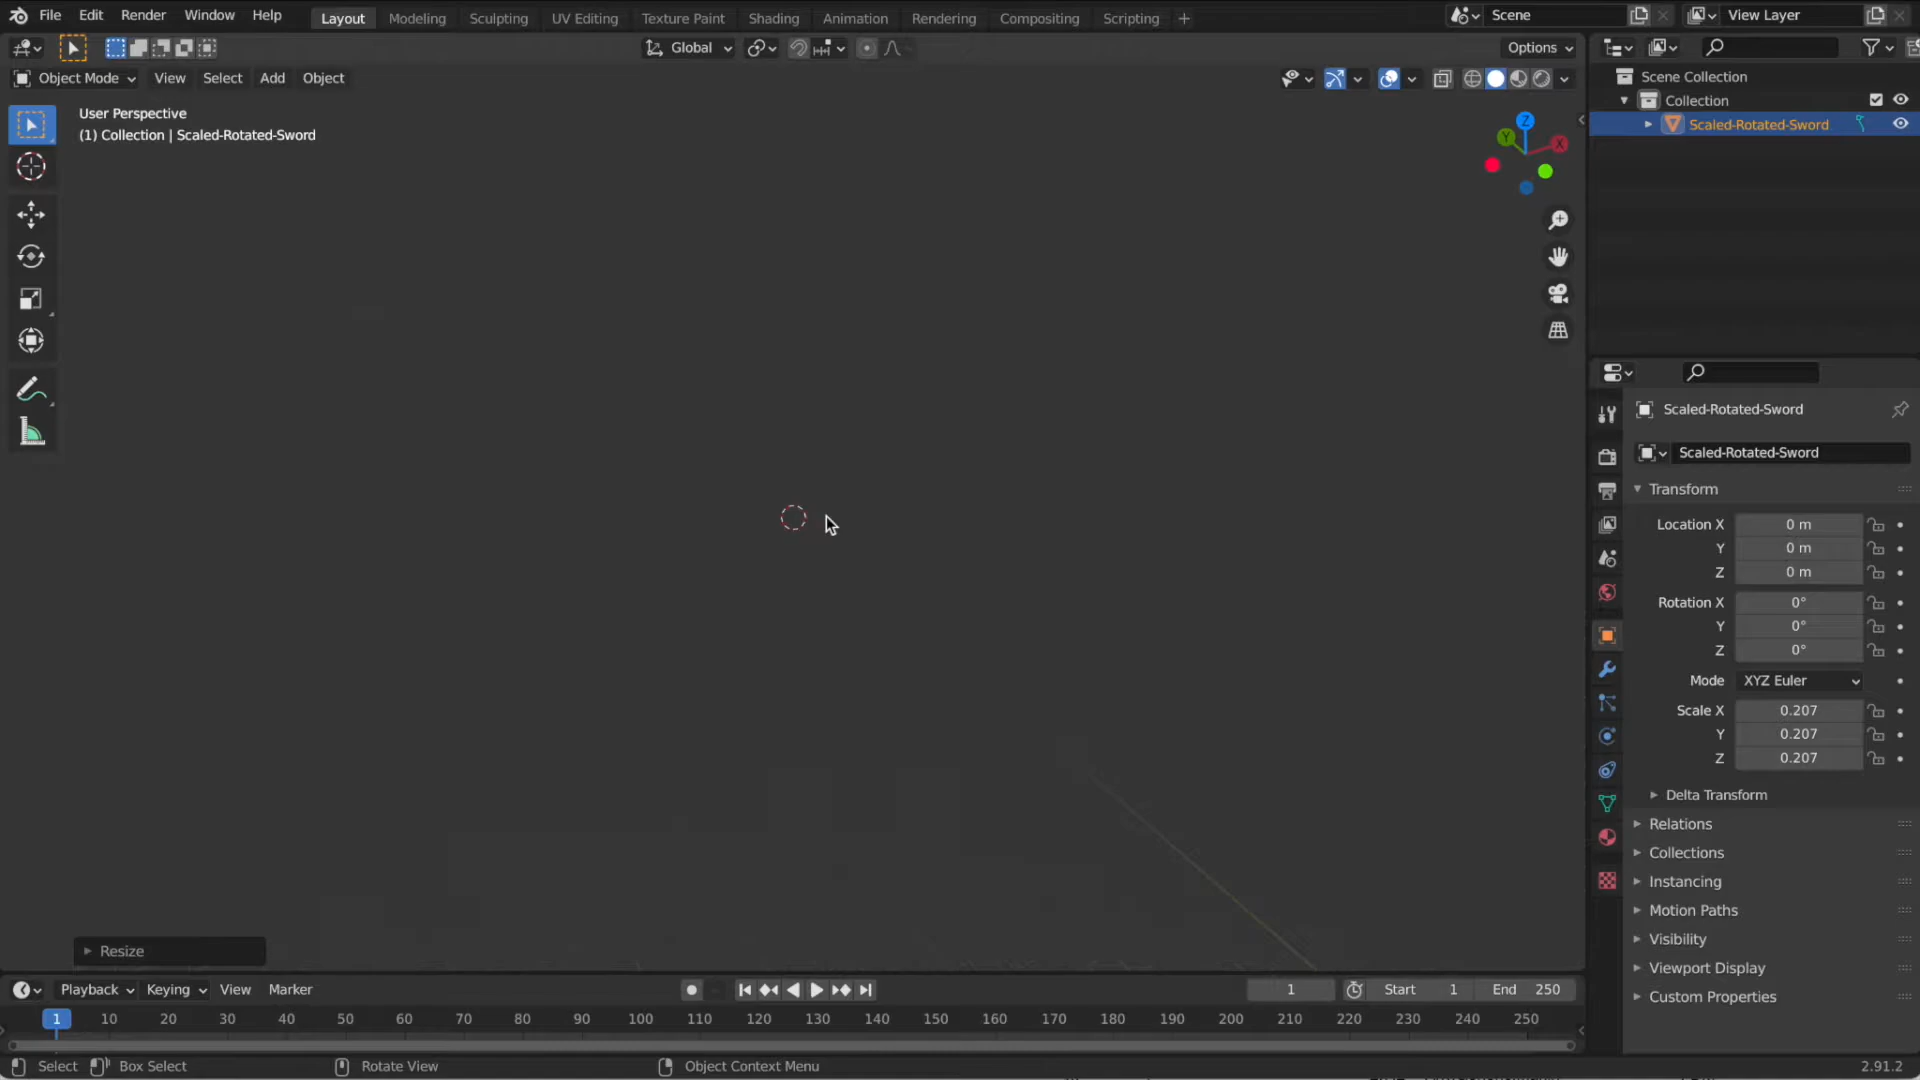 File Edit Render Window Help Layout Modeling Sculpting UV Editing Texture Paint Shading Animation Rendering Compositing Scripting + Scene View Layer
Global Options
Object Mode View Select Add Object
User Perspective
(1) Collection | Scaled-Rotated-Sword
Z
Y
X
Scene Collection
Collection
Scaled-Rotated-Sword
Scaled-Rotated-Sword
Scaled-Rotated-Sword
Transform
Location X 0 m
Y 0 m
Z 0 m
Rotation X 0°
Y 0°
Z 0°
Mode XYZ Euler
Scale X 0.207
Y 0.207
Z 0.207
Delta Transform
Relations
Collections
Instancing
Motion Paths
Visibility
Viewport Display
Custom Properties
Resize
Playback Keying View Marker 1 Start 1 End 250
1 10 20 30 40 50 60 70 80 90 100 110 120 130 140 150 160 170 180 190 200 210 220 230 240 250
Select Box Select Rotate View Object Context Menu 2.91.2